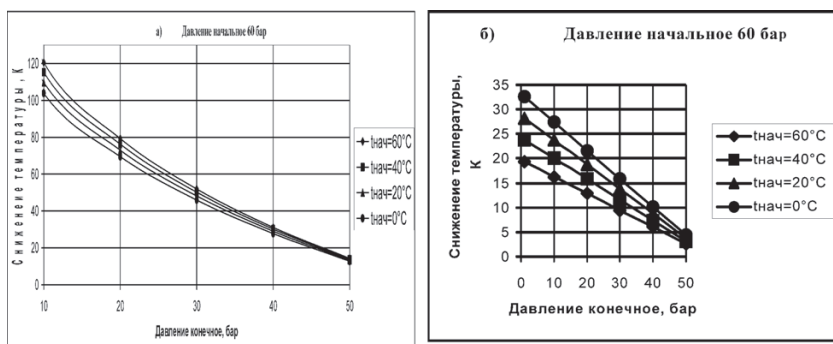 а) Давление начальное 60 бар
Снижение температуры, К
120
100
80
60
40
20
0
10 20 30 40 50
Давление конечное, бар
tнач=60°C
tнач=40°C
tнач=20°C
tнач=0°C
б) Давление начальное 60 бар
Снижение температуры,
К
35
30
25
20
15
10
5
0
0 10 20 30 40 50
Давление конечное, бар
tнач=60°C
tнач=40°C
tнач=20°C
tнач=0°C